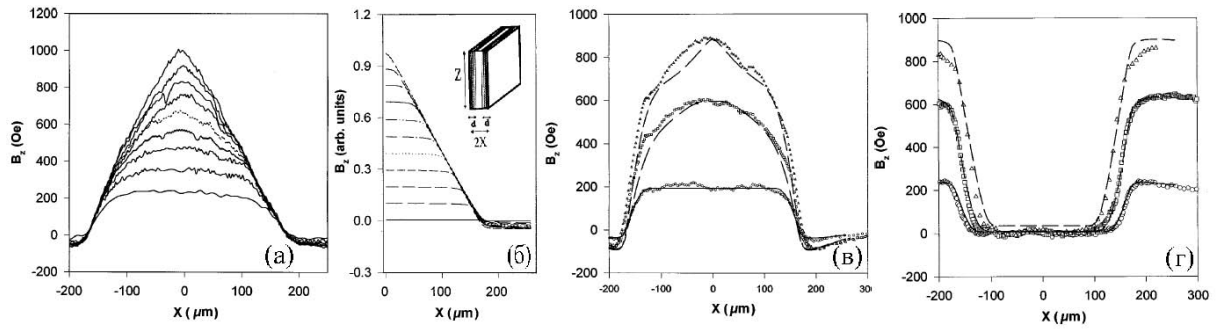 1200
1000
800
600
400
200
0
-200
B_z (Oe)
-200 -100 0 100 200
X (µm)
(а)
1.2
0.9
0.6
0.3
0.0
-0.3
B_z (arb. units)
0 100 200
X (µm)
Z
d d
2X
(б)
1000
800
600
400
200
0
-200
B_z (Oe)
-200 -100 0 100 200 300
X (µm)
(в)
1000
800
600
400
200
0
-200
B_z (Oe)
-200 -100 0 100 200 300
X (µm)
(г)